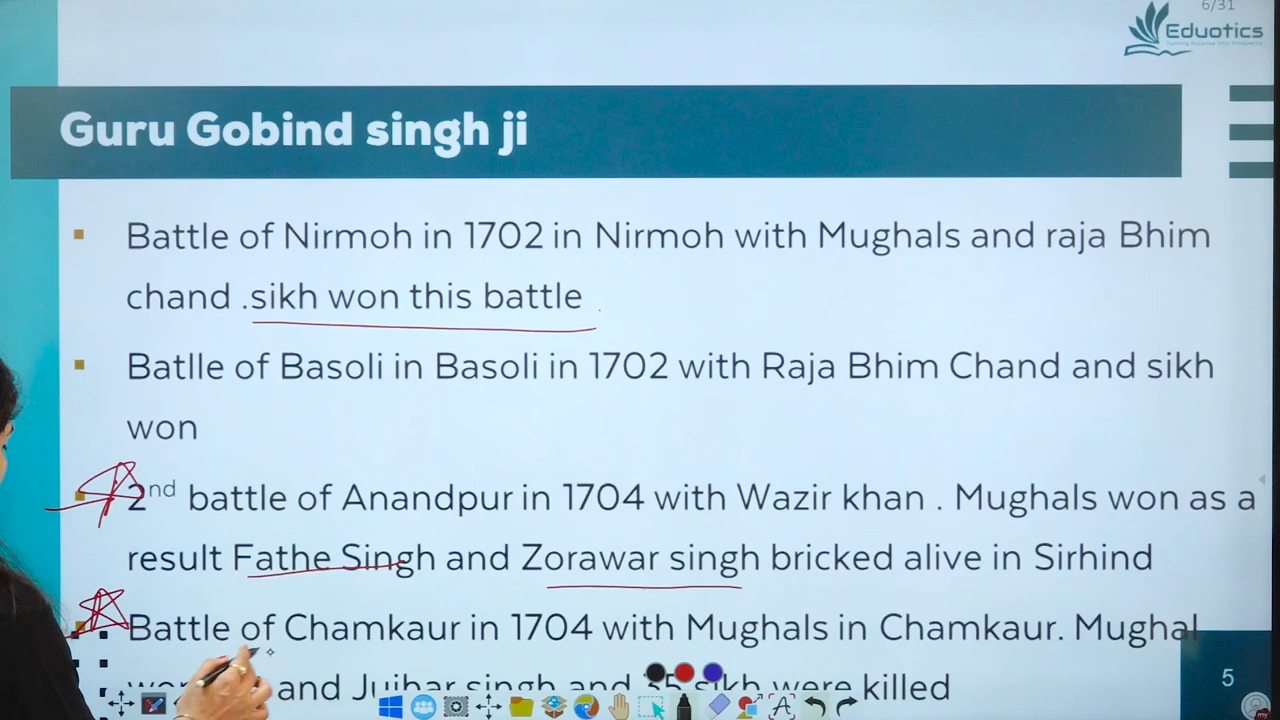 6/31
Eduotics
Guru Gobind singh ji
Battle of Nirmoh in 1702 in Nirmoh with Mughals and raja Bhim
chand .sikh won this battle
Batlle of Basoli in Basoli in 1702 with Raja Bhim Chand and sikh
won
2nd battle of Anandpur in 1704 with Wazir khan . Mughals won as a
result Fathe Singh and Zorawar singh bricked alive in Sirhind
Battle of Chamkaur in 1704 with Mughals in Chamkaur. Mughal
and Jujhar singh and 35 sikh were killed
5